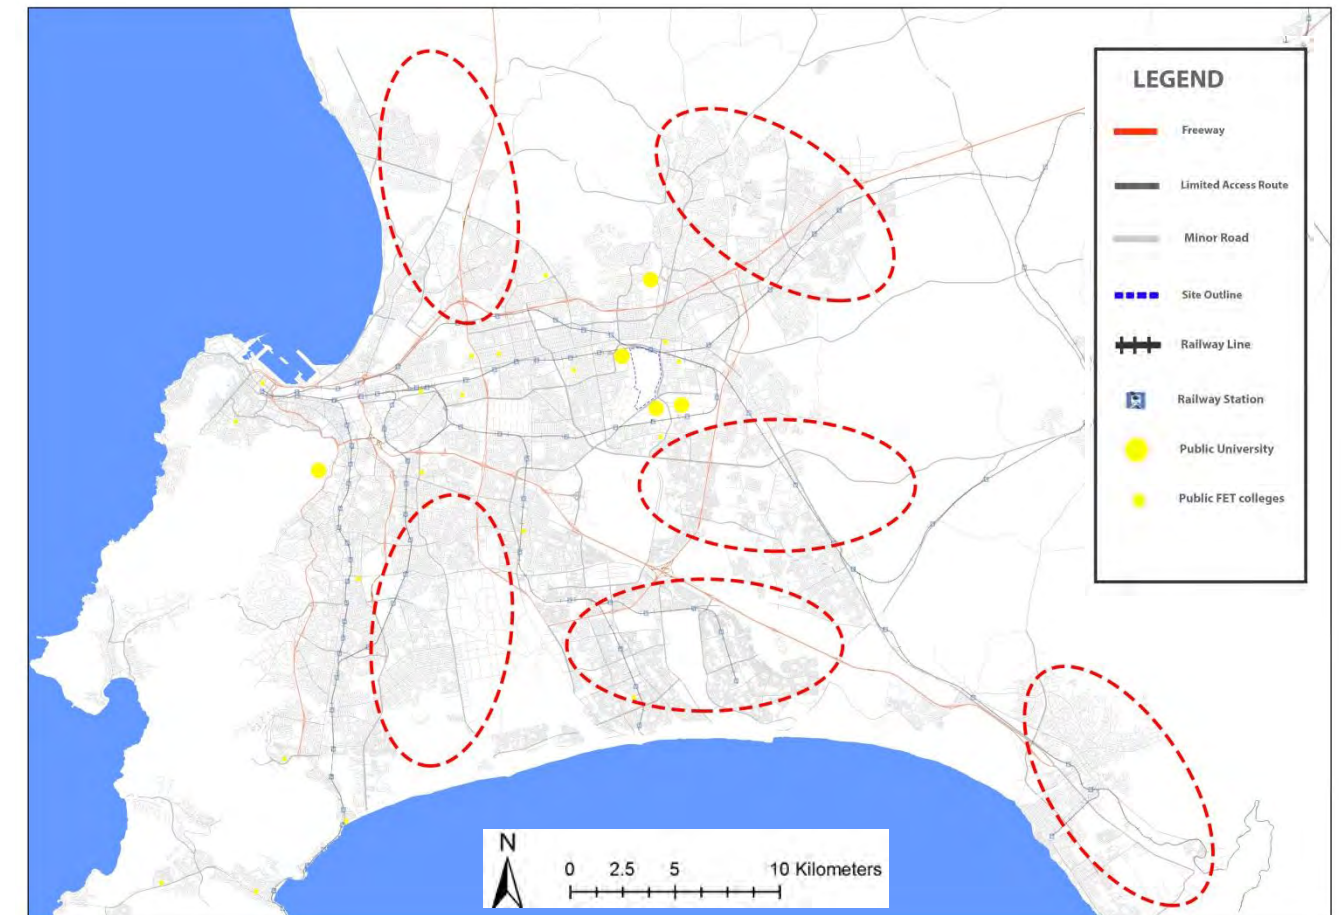 LEGEND
Freeway
Limited Access Route
Minor Road
Site Outline
Railway Line
Railway Station
Public University
Public FET colleges
N
0 2.5 5 10 Kilometers